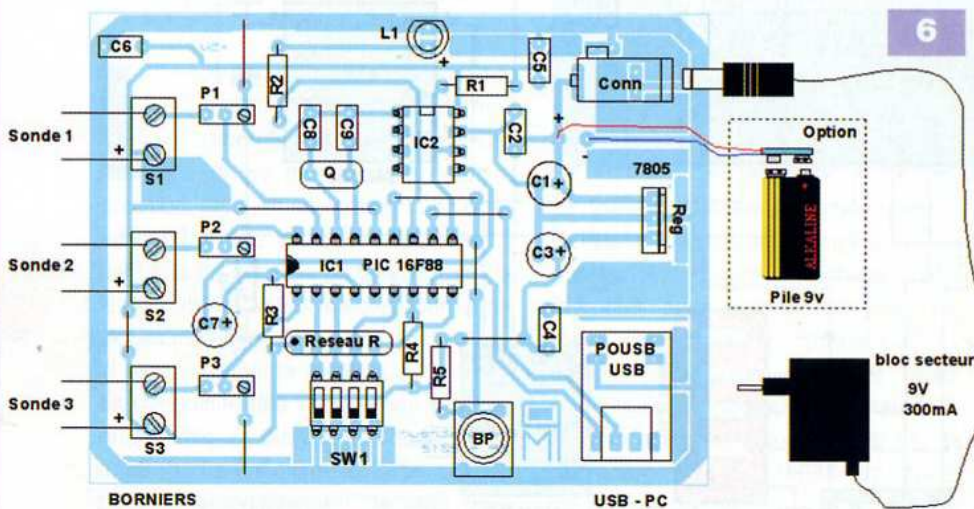 6
L1
C6
+
C5
R2
R1
Conn
P1
Sonde 1
C8
C9
IC2
C2
+
-
Option
+
S1
Q
C1+
7805
Reg
ALKALINE
+
P2
Sonde 2
IC1 PIC 16F88
C3+
Pile 9v
+
S2
C7+
R3
Reseau R
R4
R5
C4
POUSB
USB
bloc secteur
9V
300mA
P3
Sonde 3
+
S3
SW1
BP
BORNIERS
USB - PC